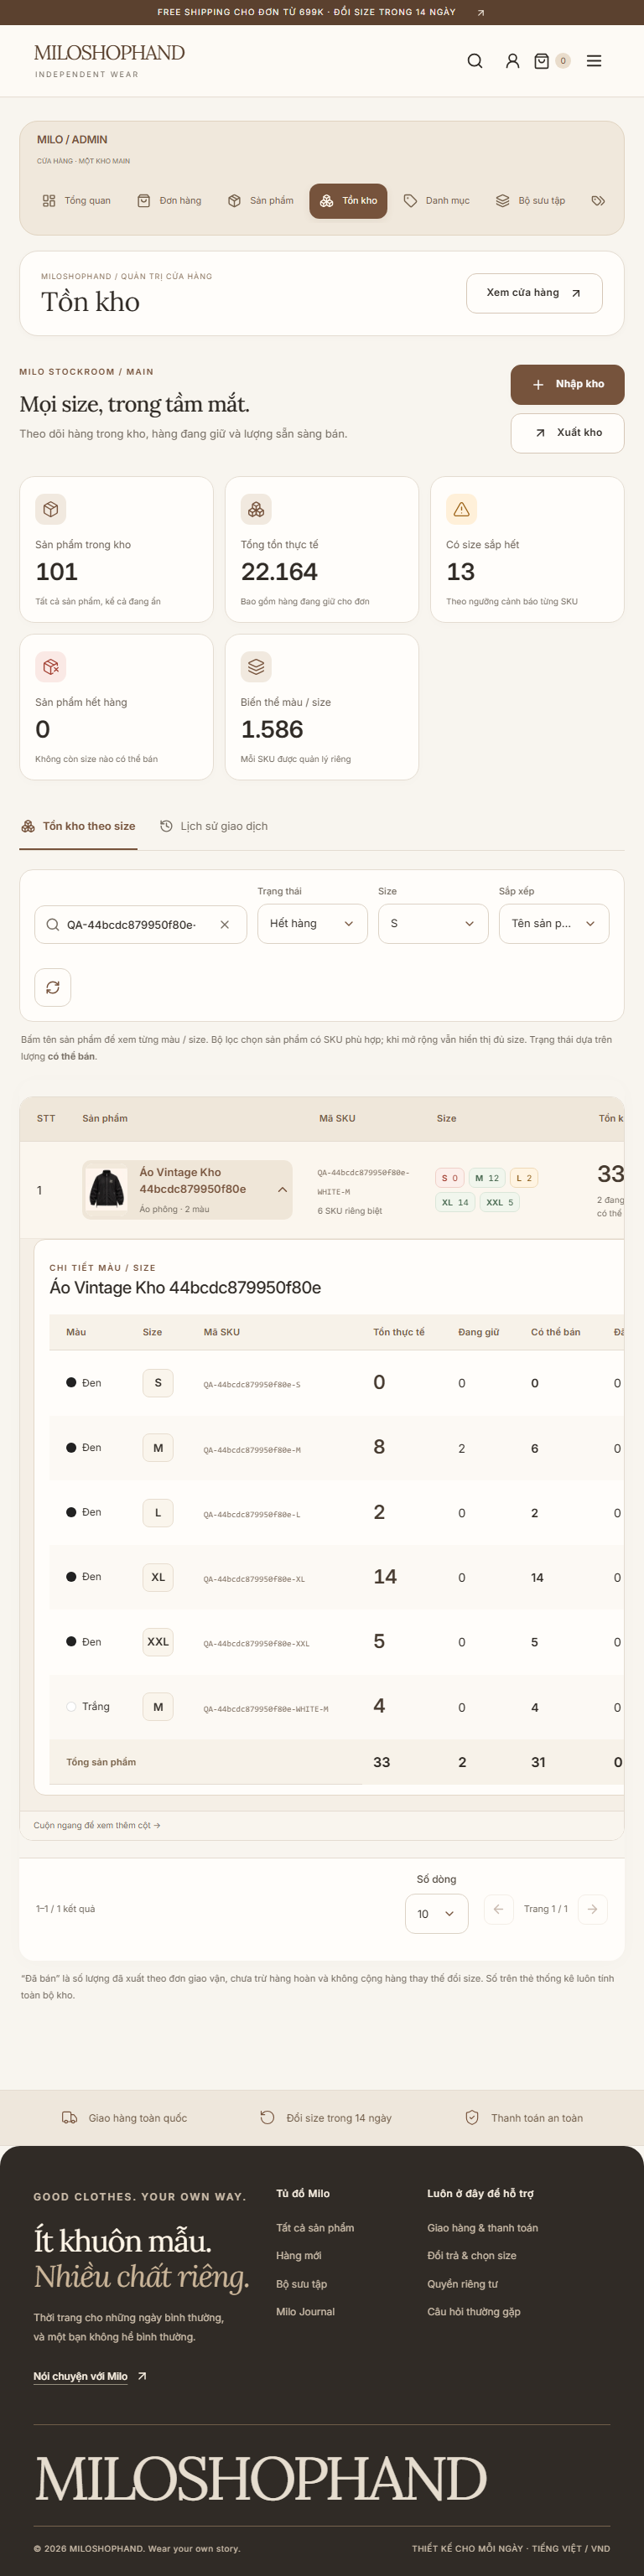 FREE SHIPPING CHO ĐƠN TỪ 699K · ĐỔI SIZE TRONG 14 NGÀY
MILOSHOPHAND
INDEPENDENT WEAR
0
MILO / ADMIN
CỬA HÀNG · MỘT KHO MAIN
Tổng quan
Đơn hàng
Sản phẩm
Tồn kho
Danh mục
Bộ sưu tập
MILOSHOPHAND / QUẢN TRỊ CỬA HÀNG
Tồn kho
Xem cửa hàng
MILO STOCKROOM / MAIN
Mọi size, trong tầm mắt.
Theo dõi hàng trong kho, hàng đang giữ và lượng sẵn sàng bán.
Nhập kho
Xuất kho
Sản phẩm trong kho
101
Tất cả sản phẩm, kể cả đang ẩn
Tổng tồn thực tế
22.164
Bao gồm hàng đang giữ cho đơn
Có size sắp hết
13
Theo ngưỡng cảnh báo từng SKU
Sản phẩm hết hàng
0
Không còn size nào có thể bán
Biến thể màu / size
1.586
Mỗi SKU được quản lý riêng
Tồn kho theo size
Lịch sử giao dịch
QA-44bcdc879950f80e-
Trạng thái
Hết hàng
Size
S
Sắp xếp
Tên sản p...
Bấm tên sản phẩm để xem từng màu / size. Bộ lọc chọn sản phẩm có SKU phù hợp; khi mở rộng vẫn hiển thị đủ size. Trạng thái dựa trên
lượng có thể bán.
STT Sản phẩm Mã SKU Size Tồn k
1
Áo Vintage Kho
44bcdc879950f80e
Áo phông · 2 màu
QA-44bcdc879950f80e-
WHITE-M
6 SKU riêng biệt
S 0 M 12 L 2
XL 14 XXL 5
33
2 đang
có thể
CHI TIẾT MÀU / SIZE
Áo Vintage Kho 44bcdc879950f80e
Màu Size Mã SKU Tồn thực tế Đang giữ Có thể bán Đã
Đen S QA-44bcdc879950f80e-S 0 0 0 0
Đen M QA-44bcdc879950f80e-M 8 2 6 0
Đen L QA-44bcdc879950f80e-L 2 0 2 0
Đen XL QA-44bcdc879950f80e-XL 14 0 14 0
Đen XXL QA-44bcdc879950f80e-XXL 5 0 5 0
Trắng M QA-44bcdc879950f80e-WHITE-M 4 0 4 0
Tổng sản phẩm 33 2 31 0
Cuộn ngang để xem thêm cột →
1–1 / 1 kết quả
Số dòng
10
Trang 1 / 1
“Đã bán” là số lượng đã xuất theo đơn giao vận, chưa trừ hàng hoàn và không cộng hàng thay thế đổi size. Số trên thẻ thống kê luôn tính
toàn bộ kho.
Giao hàng toàn quốc
Đổi size trong 14 ngày
Thanh toán an toàn
GOOD CLOTHES. YOUR OWN WAY.
Ít khuôn mẫu.
Nhiều chất riêng.
Thời trang cho những ngày bình thường,
và một bạn không hề bình thường.
Nói chuyện với Milo
Tủ đồ Milo
Tất cả sản phẩm
Hàng mới
Bộ sưu tập
Milo Journal
Luôn ở đây để hỗ trợ
Giao hàng & thanh toán
Đổi trả & chọn size
Quyền riêng tư
Câu hỏi thường gặp
MILOSHOPHAND
© 2026 MILOSHOPHAND. Wear your own story.
THIẾT KẾ CHO MỖI NGÀY · TIẾNG VIỆT / VND